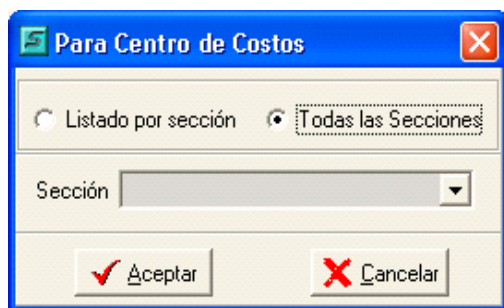 Para Centro de Costos
Listado por sección Todas las Secciones
Sección
Aceptar Cancelar